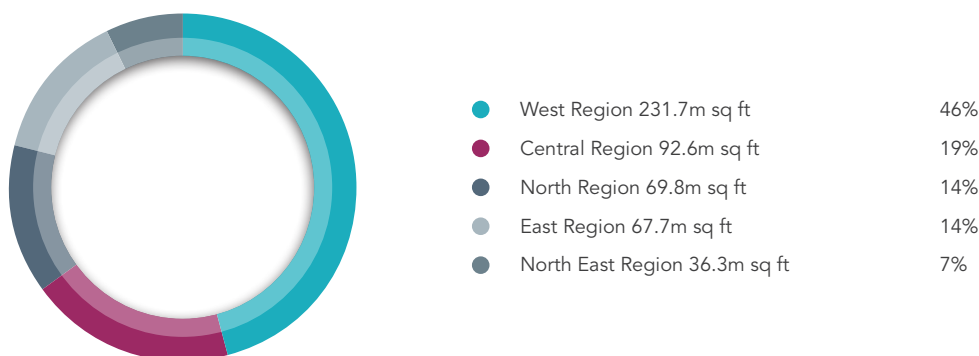 West Region 231.7m sq ft 46%
Central Region 92.6m sq ft 19%
North Region 69.8m sq ft 14%
East Region 67.7m sq ft 14%
North East Region 36.3m sq ft 7%